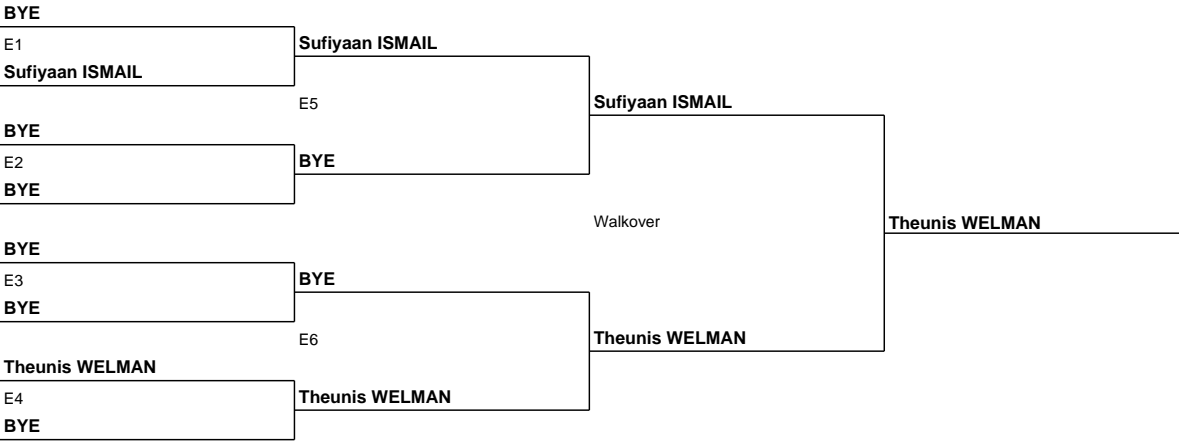 BYE
E1
Sufiyaan ISMAIL
BYE
E2
BYE
BYE
E3
BYE
Theunis WELMAN
E4
BYE
Sufiyaan ISMAIL
E5
BYE
BYE
E6
Theunis WELMAN
Sufiyaan ISMAIL
Walkover
Theunis WELMAN
Theunis WELMAN